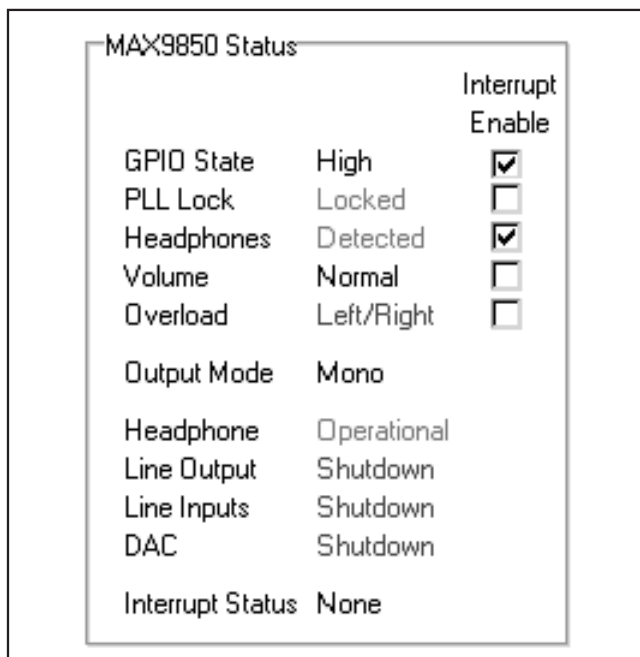 MAX9850 Status
Interrupt
Enable
GPIO State High
PLL Lock Locked
Headphones Detected
Volume Normal
Overload Left/Right
Output Mode Mono
Headphone Operational
Line Output Shutdown
Line Inputs Shutdown
DAC Shutdown
Interrupt Status None